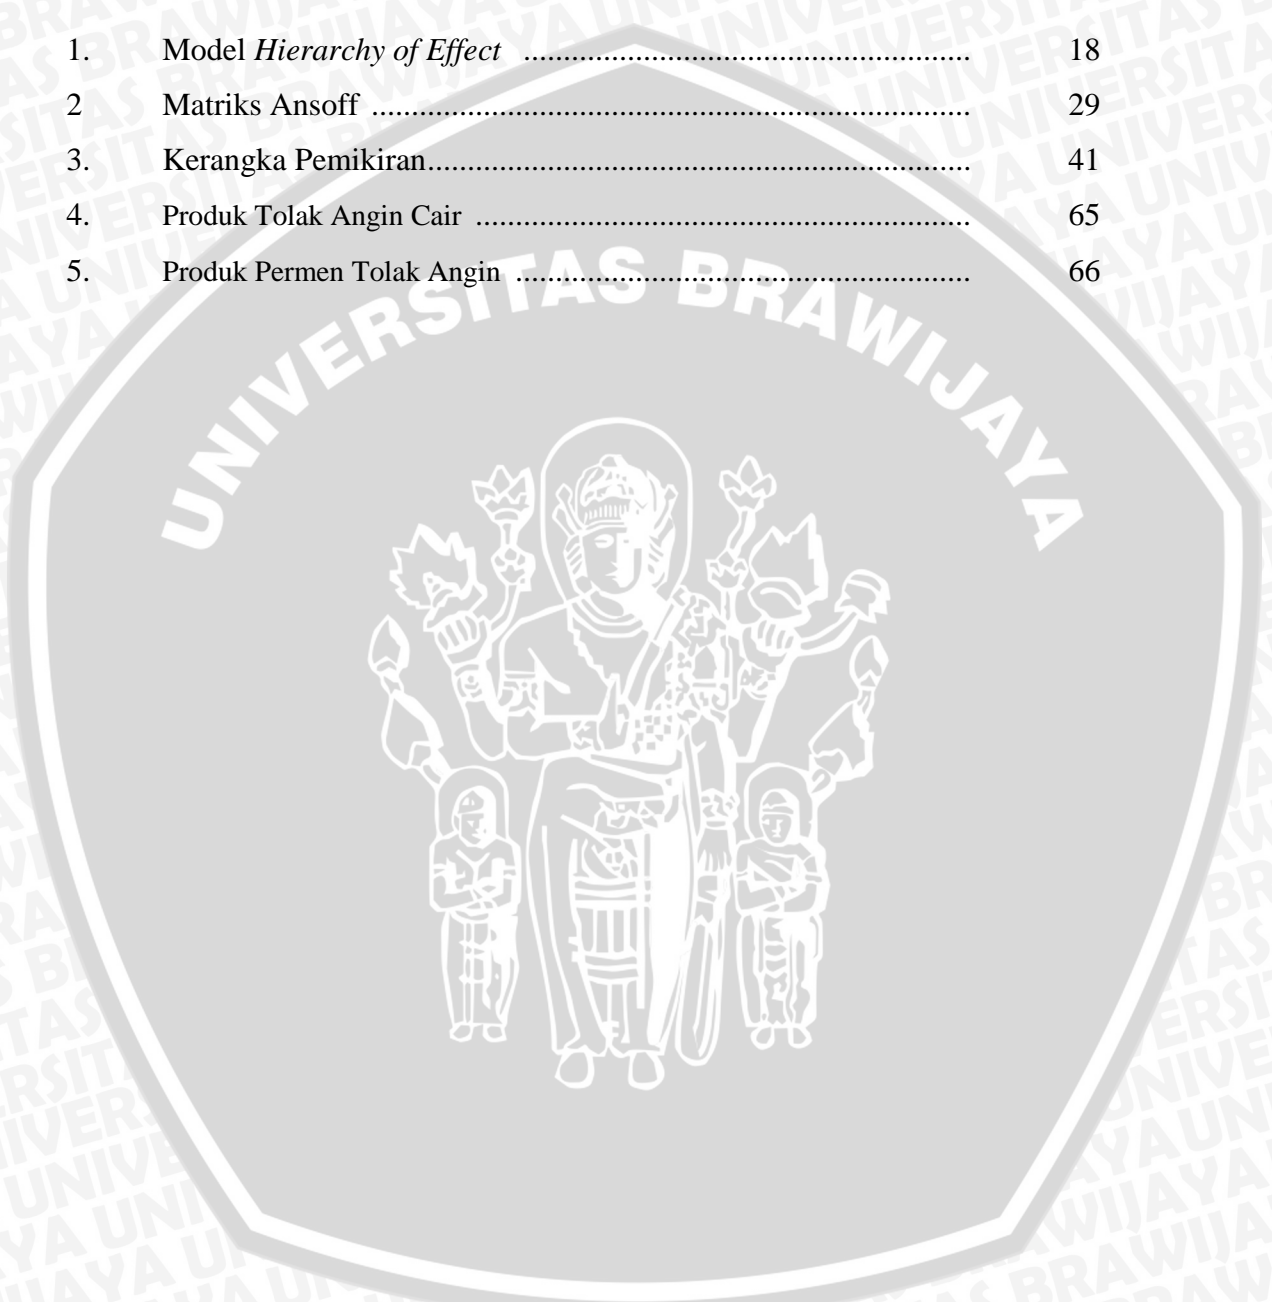 1. Model Hierarchy of Effect ........................................................ 18
2 Matriks Ansoff ........................................................................... 29
3. Kerangka Pemikiran.................................................................... 41
4. Produk Tolak Angin Cair .............................................................. 65
5. Produk Permen Tolak Angin ......................................................... 66
UNIVERSITAS BRAWIJAYA